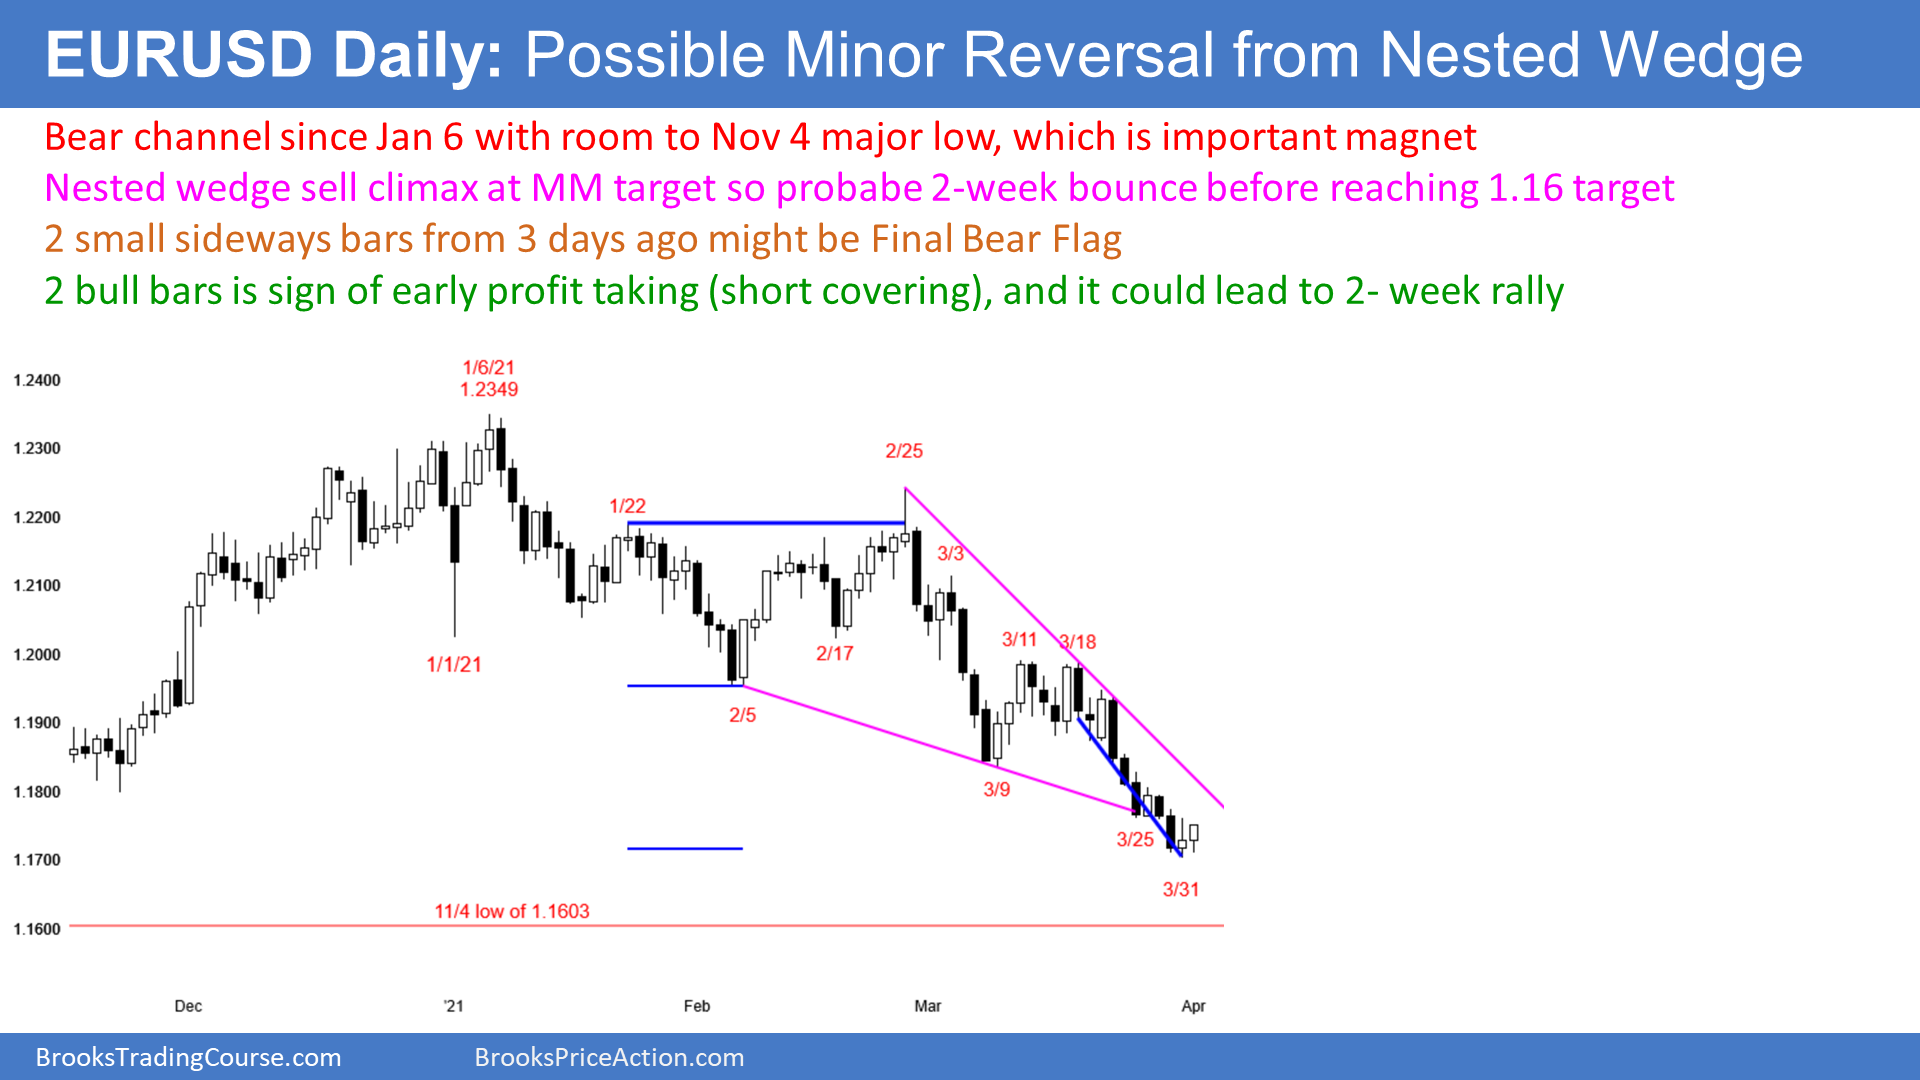 EURUSD Daily: Possible Minor Reversal from Nested Wedge
Bear channel since Jan 6 with room to Nov 4 major low, which is important magnet
Nested wedge sell climax at MM target so probabe 2-week bounce before reaching 1.16 target
2 small sideways bars from 3 days ago might be Final Bear Flag
2 bull bars is sign of early profit taking (short covering), and it could lead to 2- week rally
1/6/21
1.2349
1.2400
1.2300
2/25
1/22
1.2200
3/3
1.2100
3/11
3/18
2/17
1.2000
1/1/21
2/5
1.1900
3/9
1.1800
3/25
1.1700
3/31
11/4 low of 1.1603
1.1600
Dec
'21
Feb
Mar
Apr
BrooksTradingCourse.com
BrooksPriceAction.com